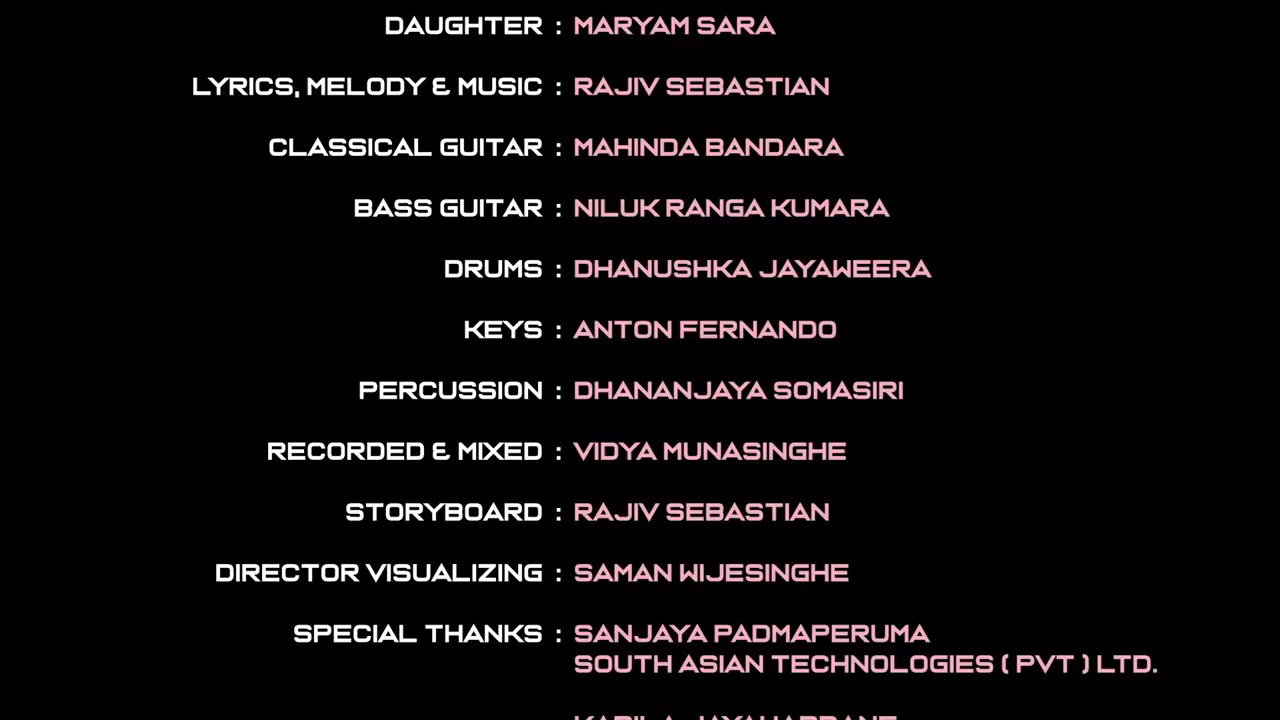 DAUGHTER : MARYAM SARA
LYRICS, MELODY & MUSIC : RAJIV SEBASTIAN
CLASSICAL GUITAR : MAHINDA BANDARA
BASS GUITAR : NILUK RANGA KUMARA
DRUMS : DHANUSHKA JAYAWEERA
KEYS : ANTON FERNANDO
PERCUSSION : DHANANJAYA SOMASIRI
RECORDED & MIXED : VIDYA MUNASINGHE
STORYBOARD : RAJIV SEBASTIAN
DIRECTOR VISUALIZING : SAMAN WIJESINGHE
SPECIAL THANKS : SANJAYA PADMAPERUMA
SOUTH ASIAN TECHNOLOGIES ( PVT ) LTD.